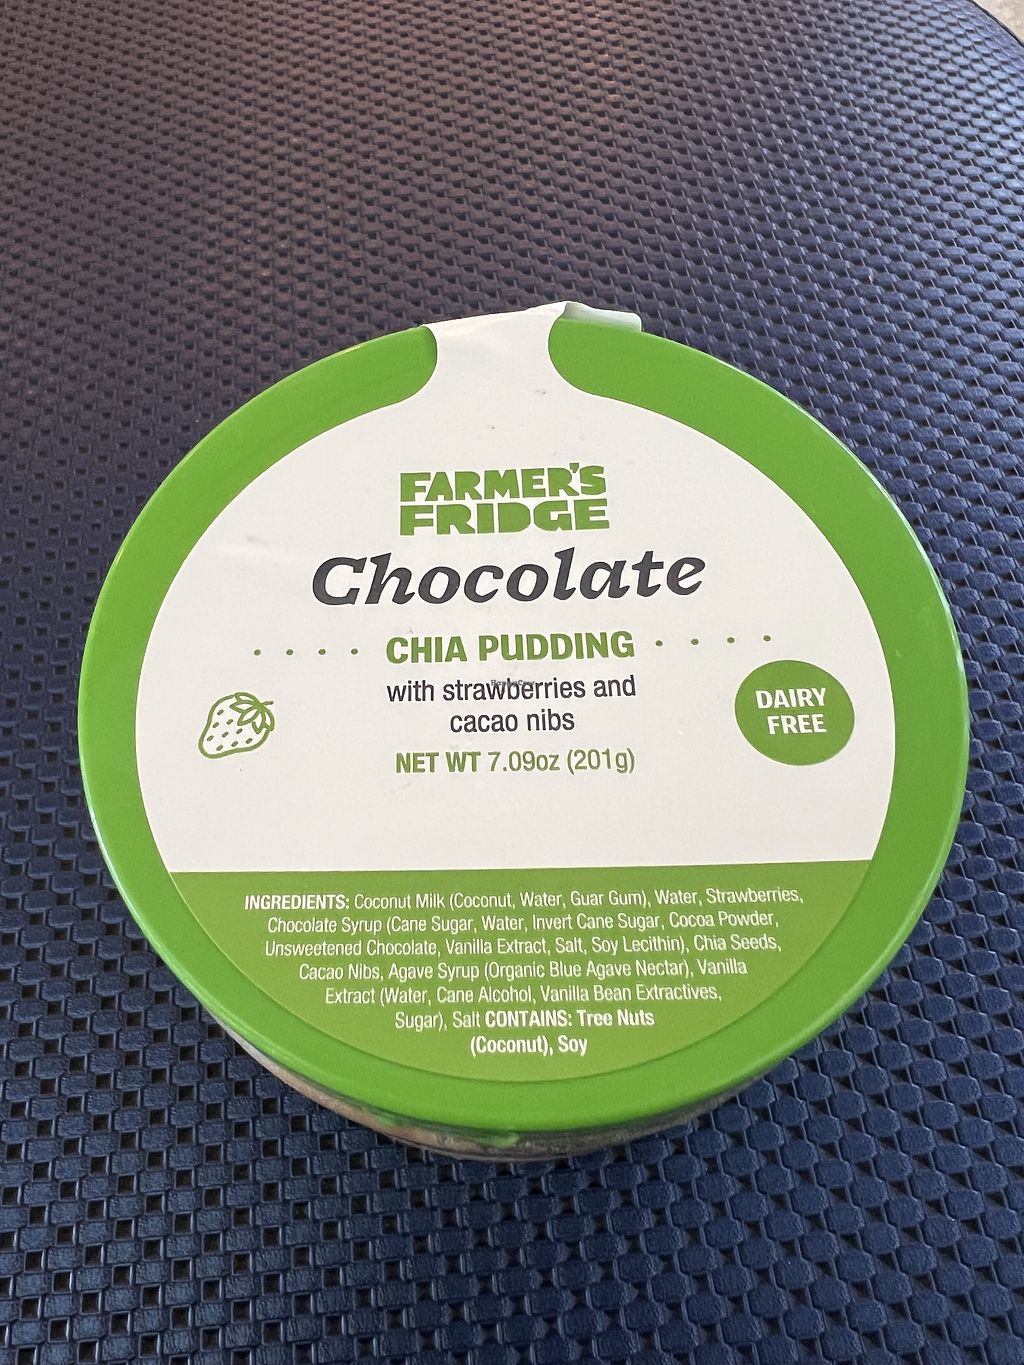 FARMER'S
FRIDGE
Chocolate
CHIA PUDDING
with strawberries and
cacao nibs
NET WT 7.09oz (201g)
DAIRY
FREE
INGREDIENTS: Coconut Milk (Coconut, Water, Guar Gum), Water, Strawberries,
Chocolate Syrup (Cane Sugar, Water, Invert Cane Sugar, Cocoa Powder,
Unsweetened Chocolate, Vanilla Extract, Salt, Soy Lecithin), Chia Seeds,
Cacao Nibs, Agave Syrup (Organic Blue Agave Nectar), Vanilla
Extract (Water, Cane Alcohol, Vanilla Bean Extractives,
Sugar), Salt CONTAINS: Tree Nuts
(Coconut), Soy